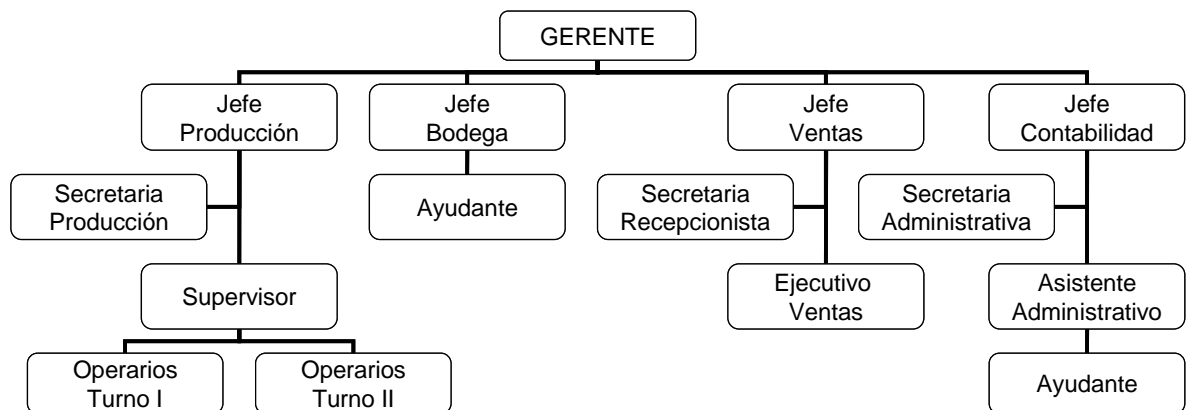 GERENTE
Jefe
Producción
Jefe
Bodega
Jefe
Ventas
Jefe
Contabilidad
Secretaria
Producción
Ayudante
Secretaria
Recepcionista
Secretaria
Administrativa
Supervisor
Ejecutivo
Ventas
Asistente
Administrativo
Operarios
Turno I
Operarios
Turno II
Ayudante